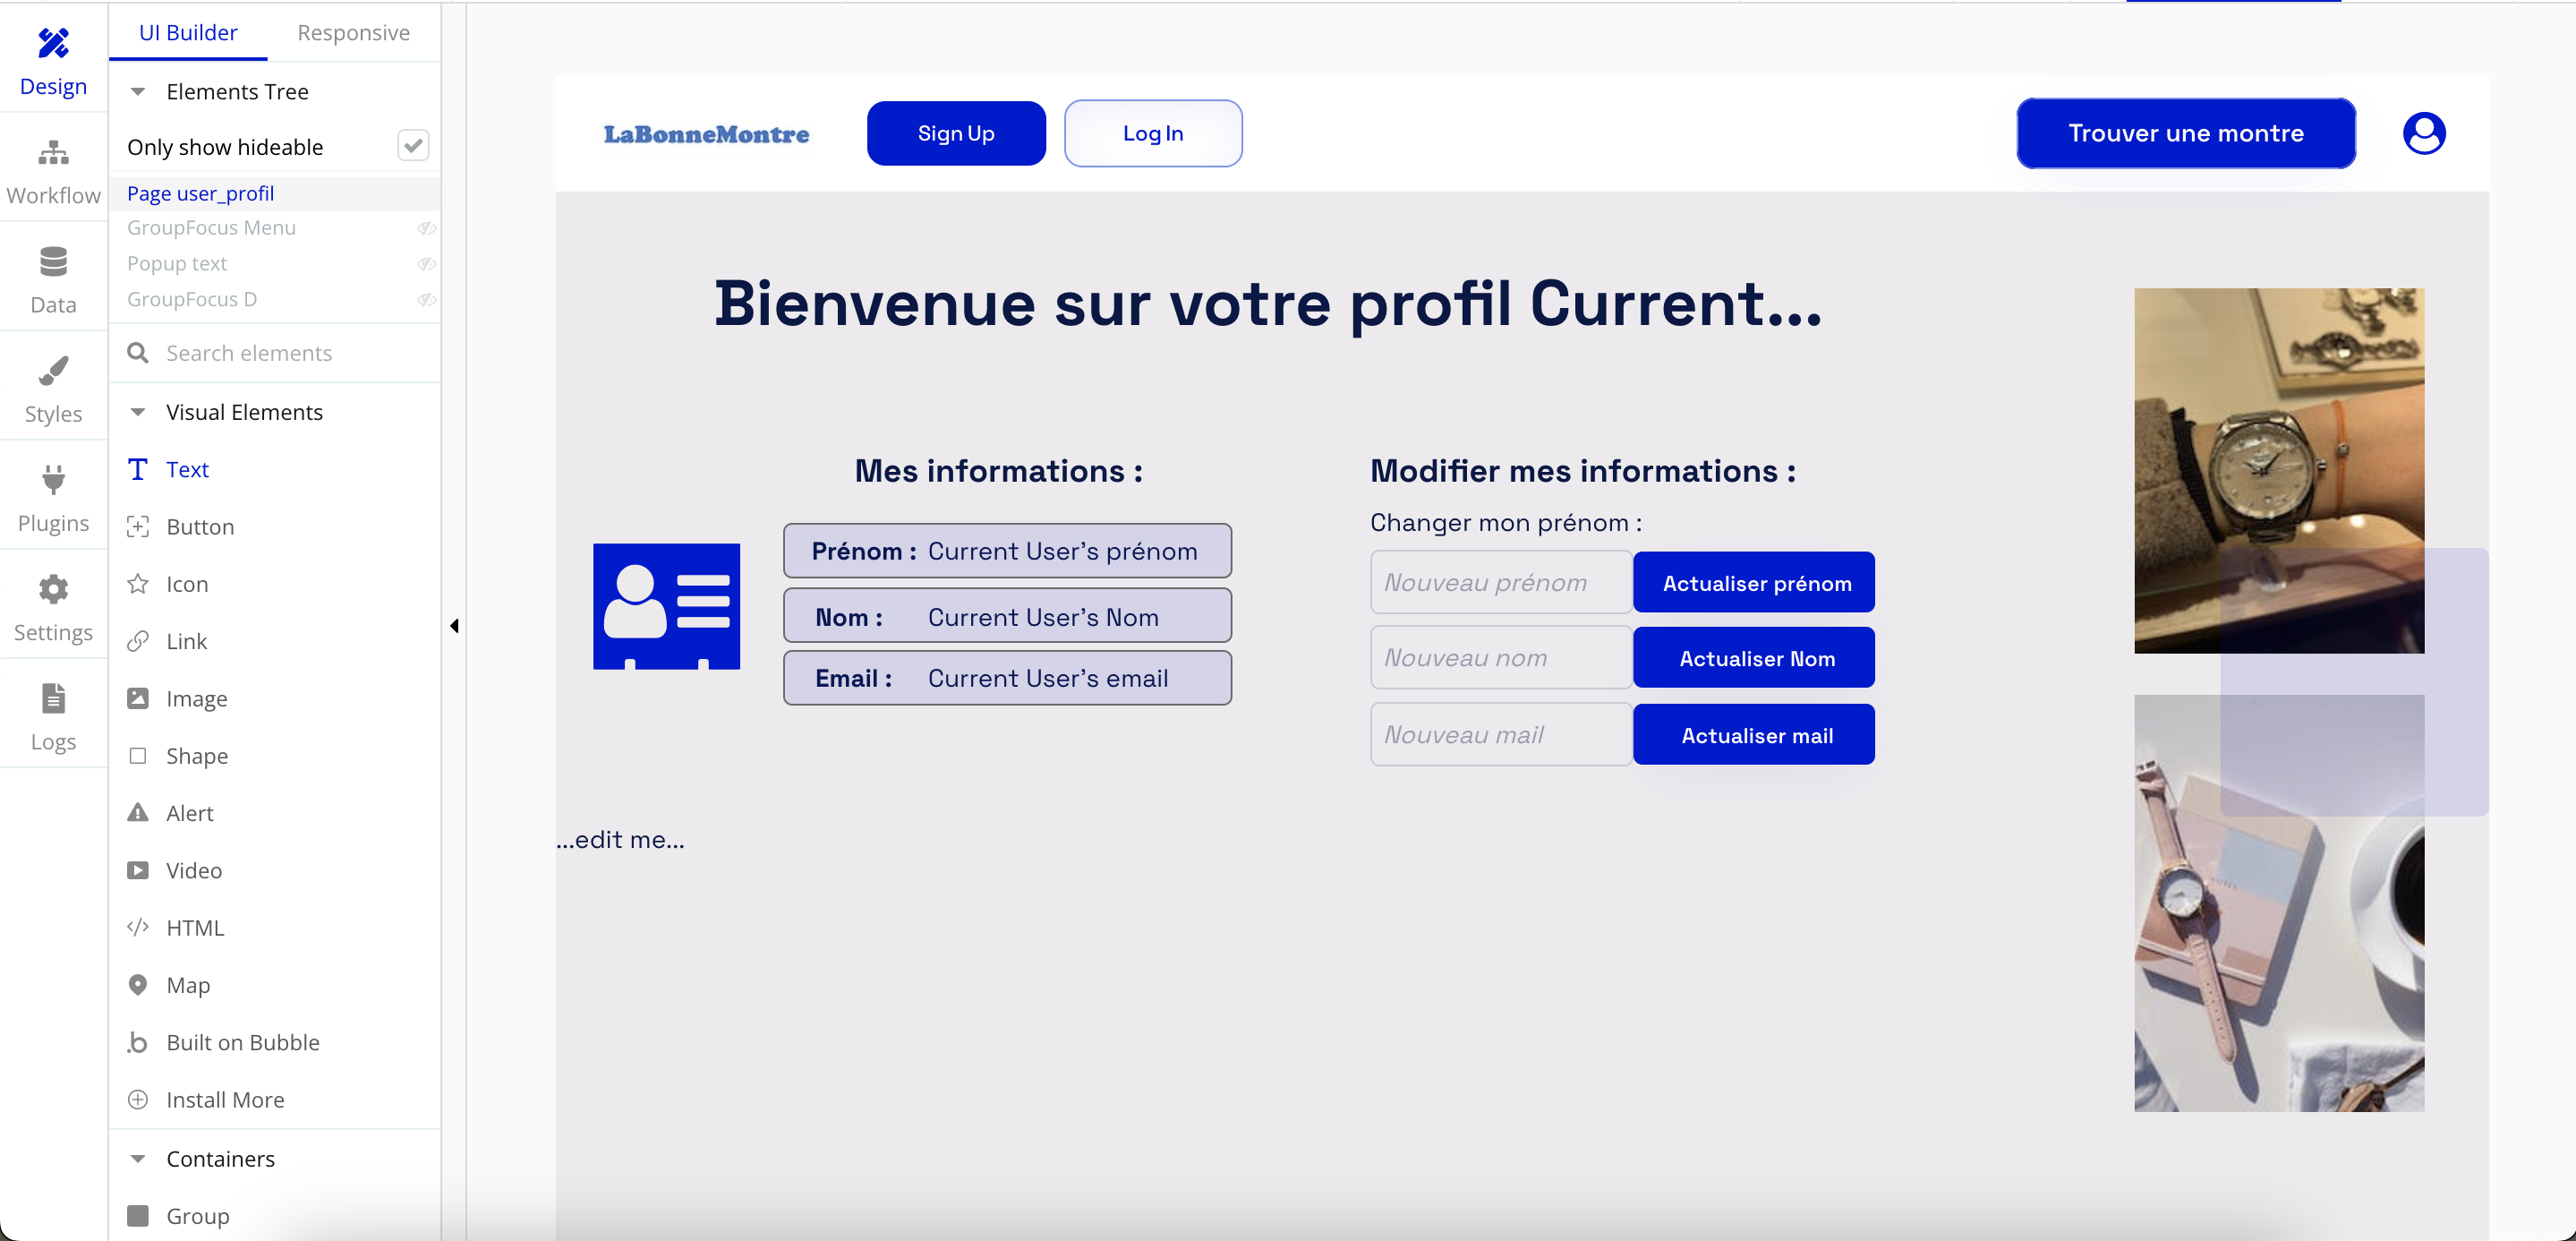 UI Builder
Responsive
Design
Elements Tree
Only show hideable
Workflow
Page user_profil
GroupFocus Menu
Popup text
GroupFocus D
Data
Search elements
Styles
Visual Elements
Text
Plugins
Button
Icon
Settings
Link
Image
Logs
Shape
Alert
Video
HTML
Map
Built on Bubble
Install More
Containers
Group
LaBonneMontre
Sign Up
Log In
Trouver une montre
Bienvenue sur votre profil Current...
Mes informations :
Prénom : Current User's prénom
Nom : Current User's Nom
Email : Current User's email
Modifier mes informations :
Changer mon prénom :
Nouveau prénom
Actualiser prénom
Nouveau nom
Actualiser Nom
Nouveau mail
Actualiser mail
...edit me...